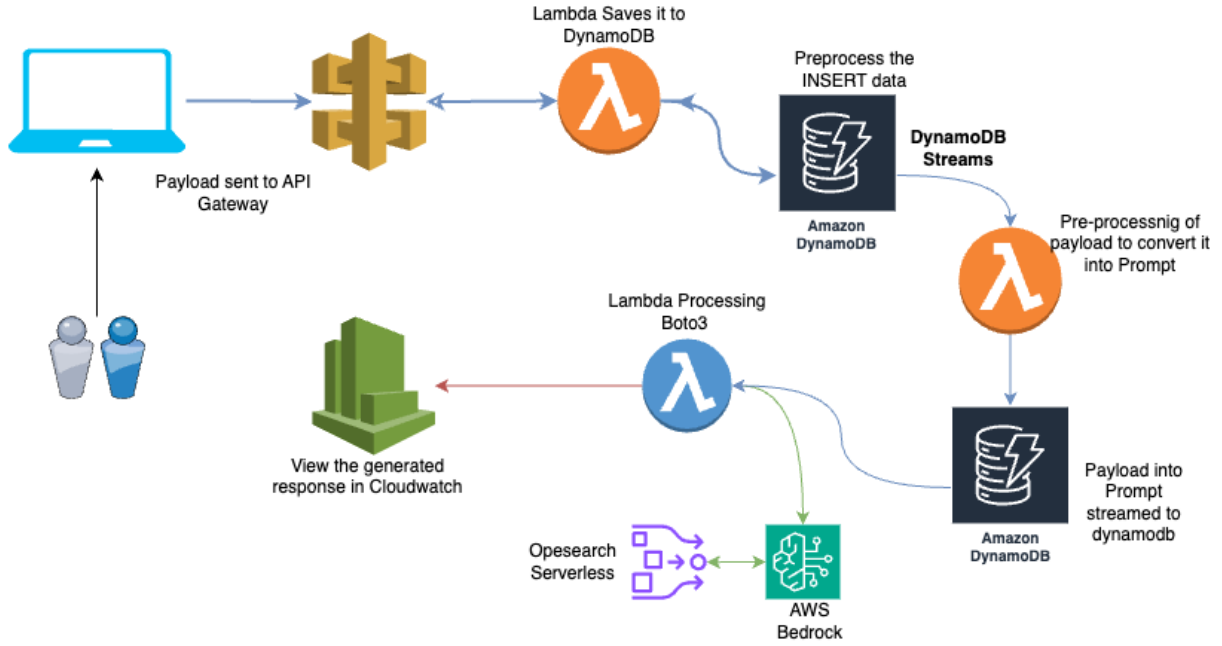 Lambda Saves it to
DynamoDB
Preprocess the
INSERT data
DynamoDB
Streams
Payload sent to API
Gateway
Amazon
DynamoDB
Pre-processnig of
payload to convert it
into Prompt
Lambda Processing
Boto3
View the generated
response in Cloudwatch
Payload into
Prompt
streamed to
dynamodb
Amazon
DynamoDB
Opesearch
Serverless
AWS
Bedrock